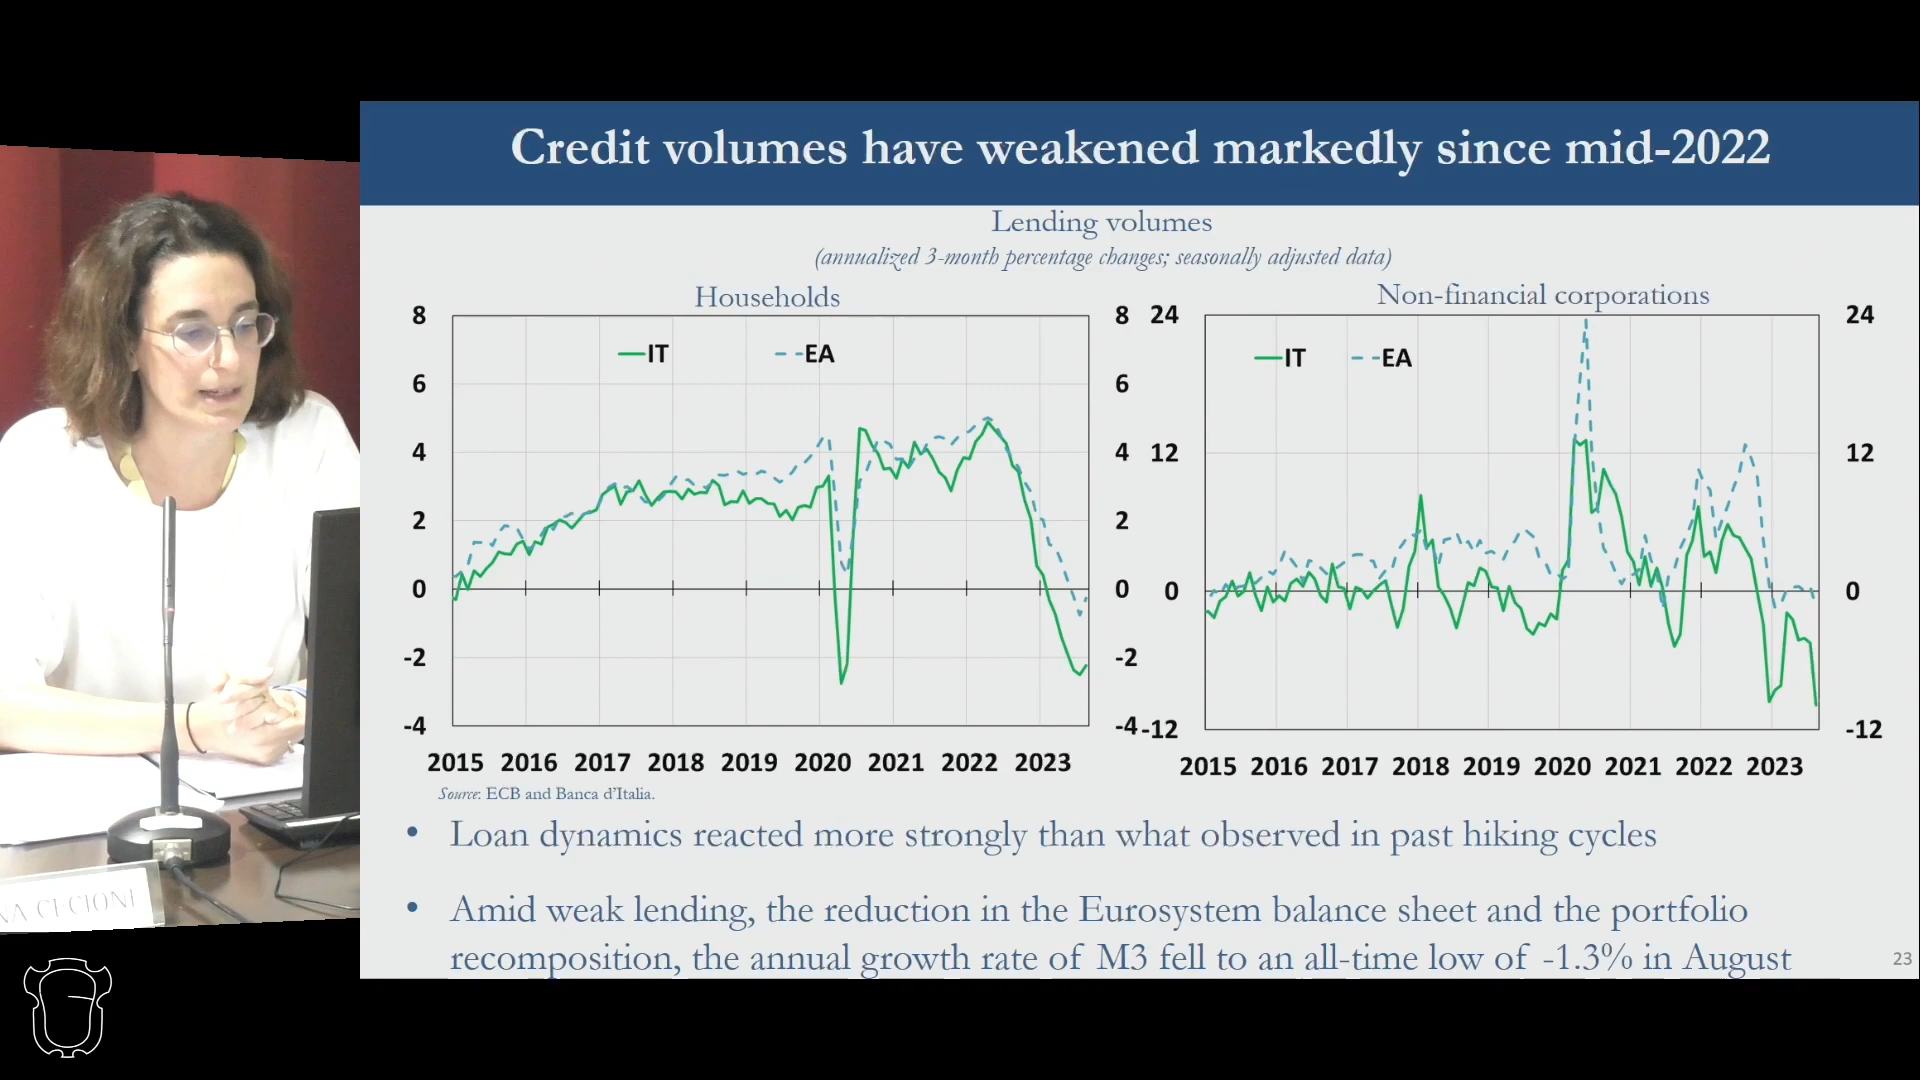 Credit volumes have weakened markedly since mid-2022
Lending volumes
(annualized 3-month percentage changes; seasonally adjusted data)
Households
8
6
4
2
0
-2
-4
IT
EA
8
6
4
2
0
-2
-4
2015 2016 2017 2018 2019 2020 2021 2022 2023
Source: ECB and Banca d'Italia.
Non-financial corporations
24
12
0
-12
IT
EA
24
12
0
-12
2015 2016 2017 2018 2019 2020 2021 2022 2023
• Loan dynamics reacted more strongly than what observed in past hiking cycles
• Amid weak lending, the reduction in the Eurosystem balance sheet and the portfolio
recomposition, the annual growth rate of M3 fell to an all-time low of -1.3% in August
23
NA CECIONI